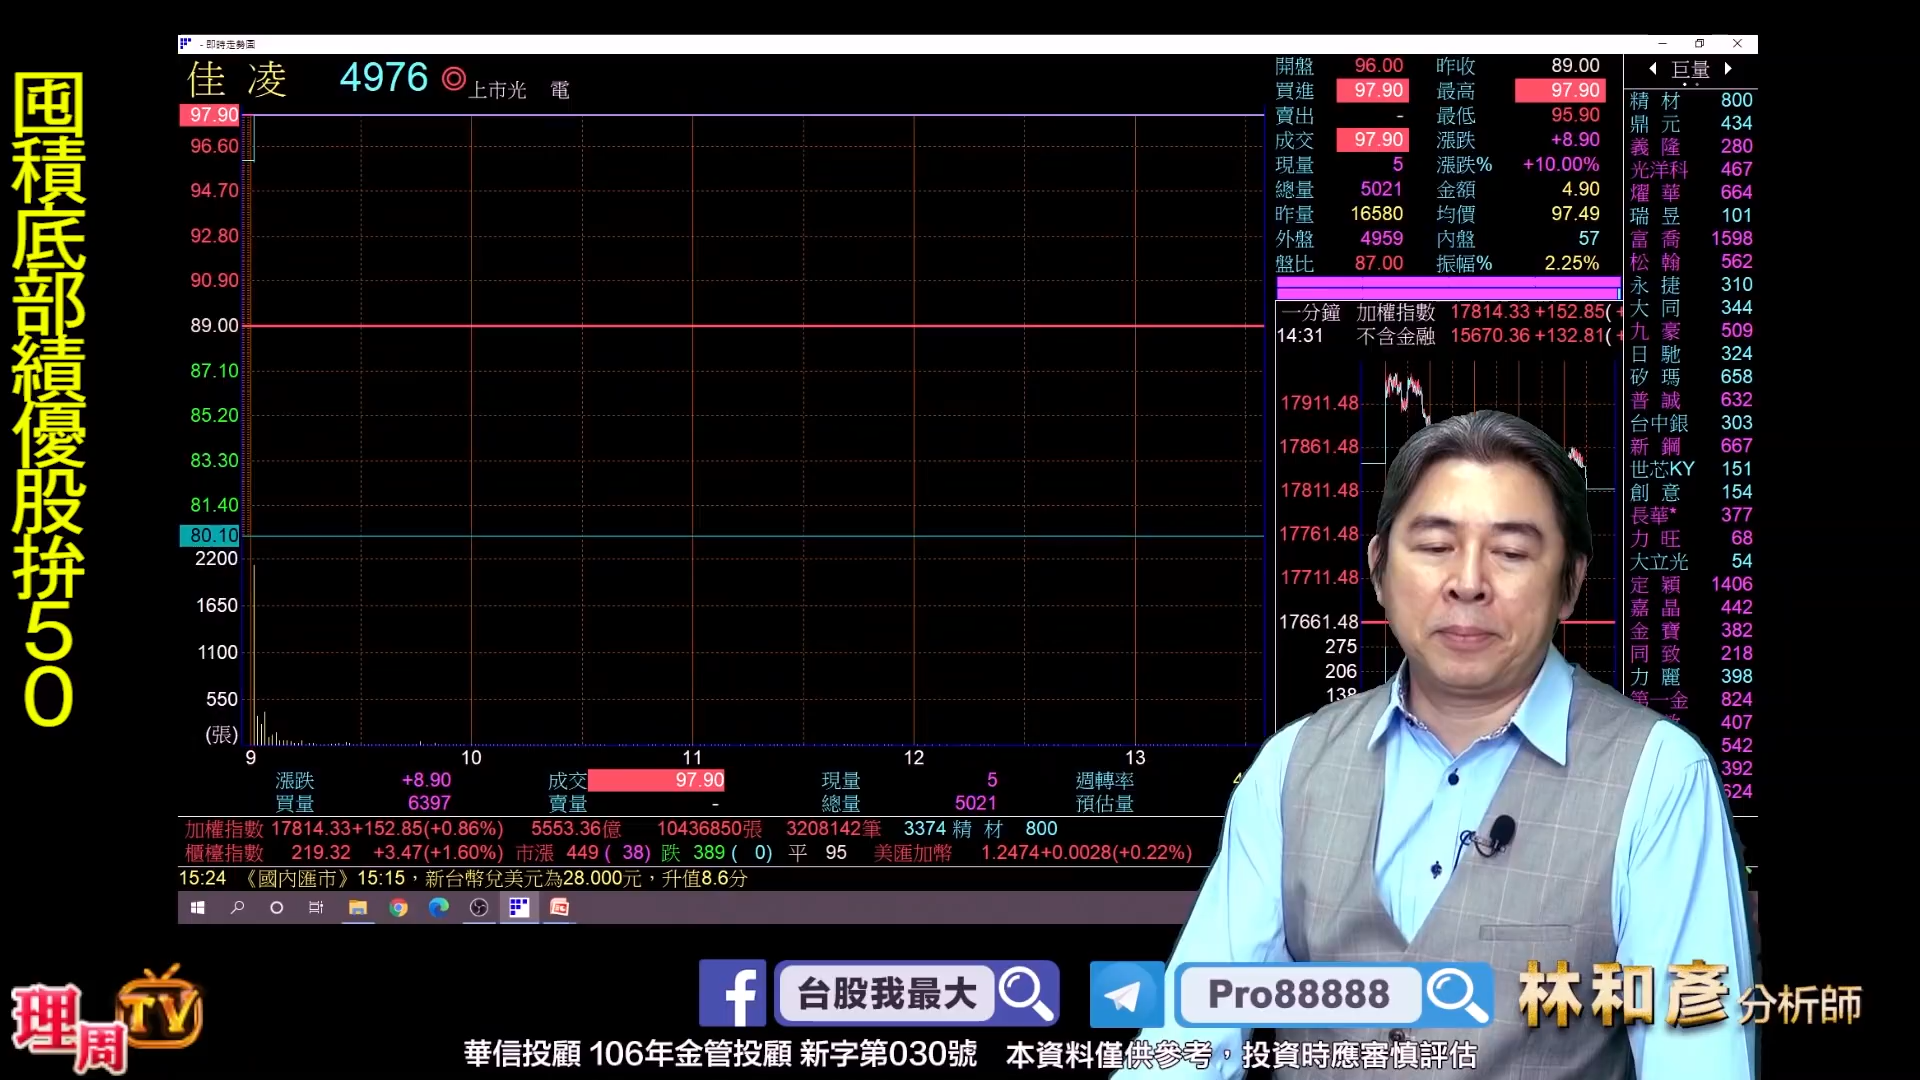 囤積底部績優股拚50
- 即時走勢圖
佳凌 4976 上市光 電
97.90
96.60
94.70
92.80
90.90
89.00
87.10
85.20
83.30
81.40
80.10
2200
1650
1100
550
(張)
9 10 11 12 13
開盤 96.00 昨收 89.00
買進 97.90 最高 97.90
賣出 - 最低 95.90
成交 97.90 漲跌 +8.90
現量 5 漲跌% +10.00%
總量 5021 金額 4.90
昨量 16580 均價 97.49
外盤 4959 內盤 57
盤比 87.00 振幅% 2.25%
一分鐘 加權指數 17814.33 +152.85(
14:31 不含金融 15670.36 +132.81(
17911.48
17861.48
17811.48
17761.48
17711.48
17661.48
275
206
138
巨量
精材 800
鼎元 434
義隆 280
光洋科 467
燿華 664
瑞昱 101
富喬 1598
松翰 562
永捷 310
大同 344
九豪 509
日馳 324
矽瑪 658
普誠 632
台中銀 303
新鋼 667
世芯KY 151
創意 154
長華* 377
力旺 68
大立光 54
定穎 1406
嘉晶 442
金寶 382
同致 218
力麗 398
第一金 824
407
542
392
624
漲跌 +8.90 成交 97.90 現量 5 週轉率
買量 6397 賣量 - 總量 5021 預估量
加權指數 17814.33+152.85(+0.86%) 5553.36億 10436850張 3208142筆 3374 精材 800
櫃檯指數 219.32 +3.47(+1.60%) 市漲 449 ( 38) 跌 389 ( 0) 平 95 美匯加幣 1.2474+0.0028(+0.22%)
15:24 《國內匯市》15:15，新台幣兌美元為28.000元，升值8.6分
理周TV
台股我最大
Pro88888
林和彥分析師
華信投顧 106年金管投顧 新字第030號 本資料僅供參考，投資時應審慎評估